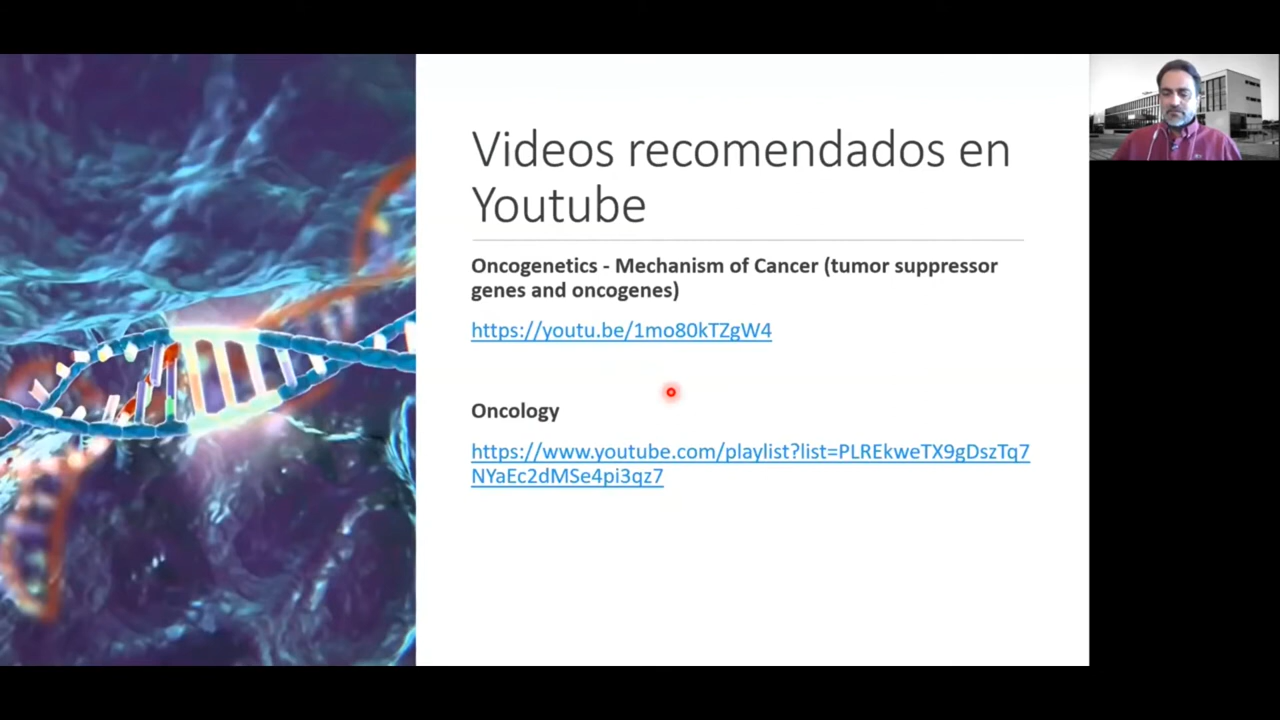 Videos recomendados en
Youtube
Oncogenetics - Mechanism of Cancer (tumor suppressor
genes and oncogenes)
https://youtu.be/1mo80kTZgW4
Oncology
https://www.youtube.com/playlist?list=PLREkweTX9gDszTq7
NYaEc2dMSe4pi3qz7